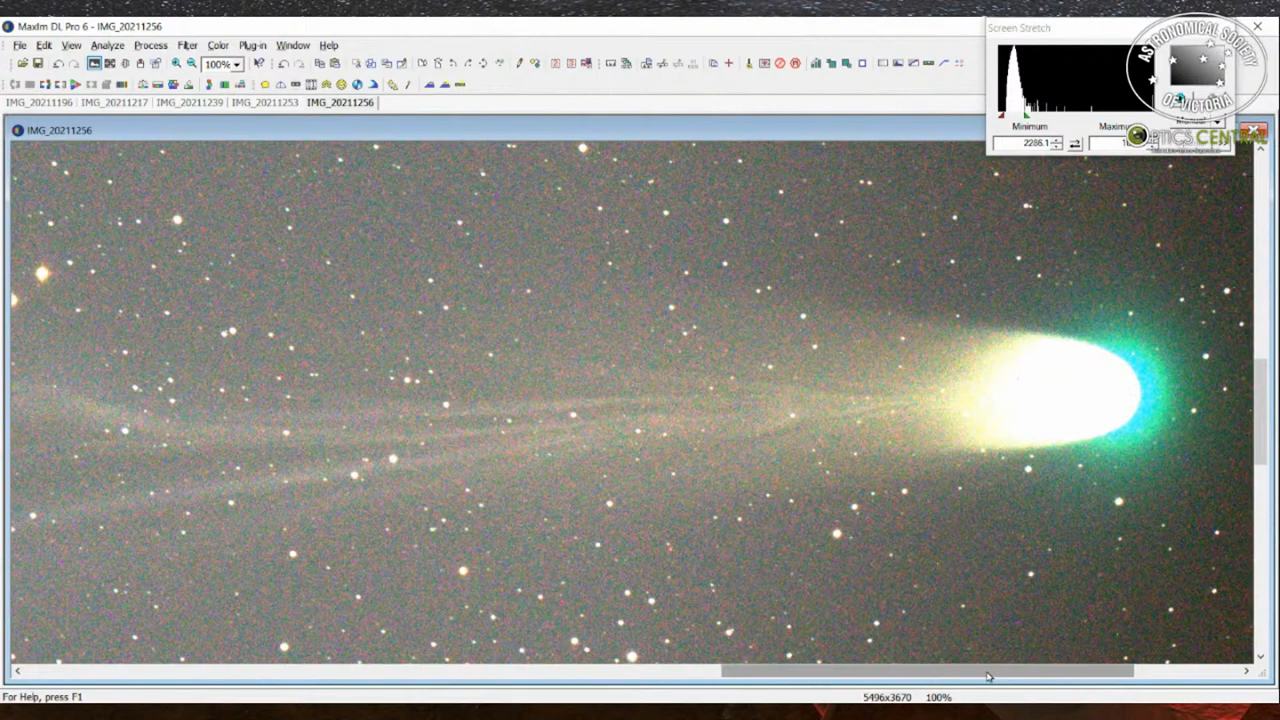 MaxIm DL Pro 6 - IMG_20211256
File Edit View Analyze Process Filter Color Plug-in Window Help
100%
IMG_20211196 IMG_20211217 IMG_20211239 IMG_20211253 IMG_20211256
IMG_20211256
Screen Stretch
Minimum
2286.1
ASTRONOMICAL SOCIETY
OF VICTORIA
OPTICS CENTRAL
For Help, press F1
5496x3670 100%